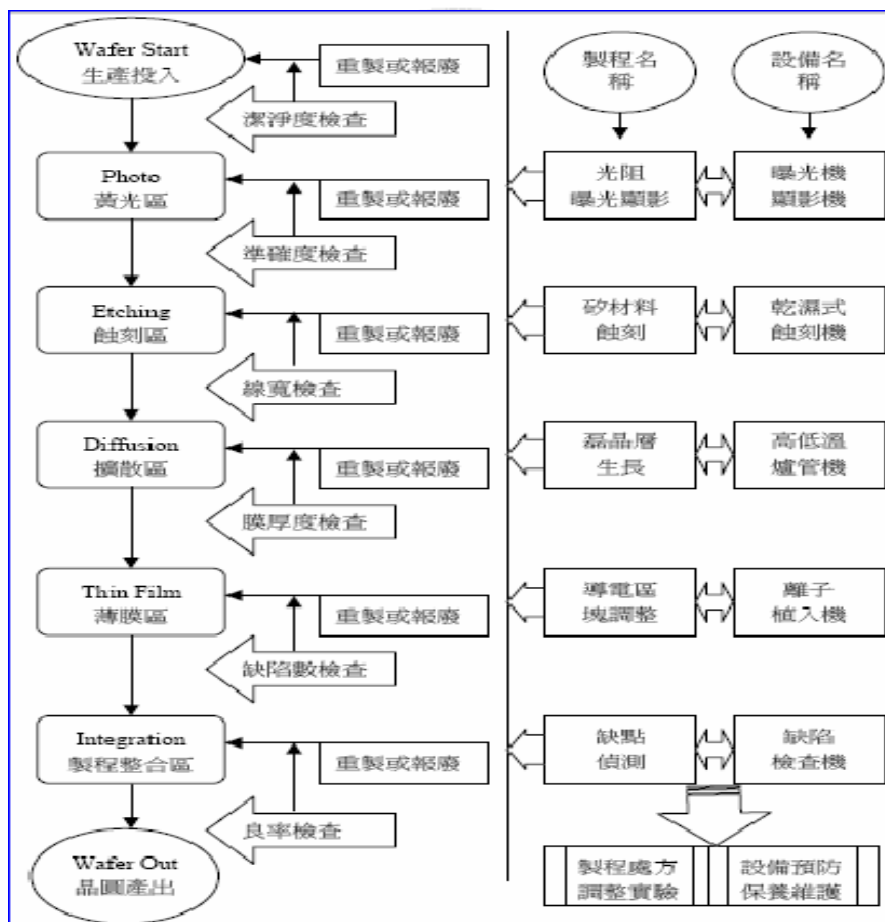 Wafer Start
生產投入
重製或報廢
潔淨度檢查
Photo
黃光區
重製或報廢
準確度檢查
Etching
蝕刻區
重製或報廢
線寬檢查
Diffusion
擴散區
重製或報廢
膜厚度檢查
Thin Film
薄膜區
重製或報廢
缺陷數檢查
Integration
製程整合區
重製或報廢
良率檢查
Wafer Out
晶圓產出
製程名
稱
設備名
稱
光阻
曝光顯影
曝光機
顯影機
矽材料
蝕刻
乾濕式
蝕刻機
磊晶層
生長
高低溫
爐管機
導電區
塊調整
離子
植入機
缺點
偵測
缺陷
檢查機
製程處方
調整實驗
設備預防
保養維護